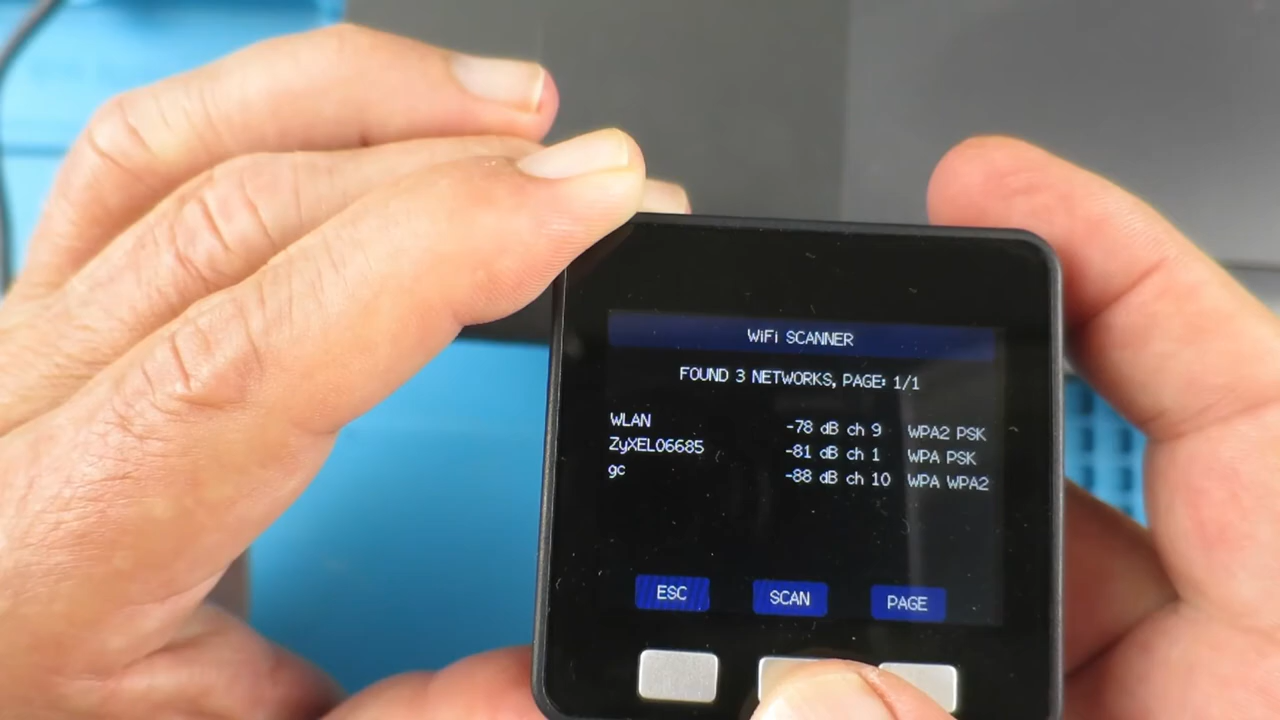 WiFi SCANNER
FOUND 3 NETWORKS, PAGE: 1/1
WLAN -78 dB ch 9 WPA2 PSK
ZyXEL06685 -81 dB ch 1 WPA PSK
gc -88 dB ch 10 WPA WPA2
ESC SCAN PAGE